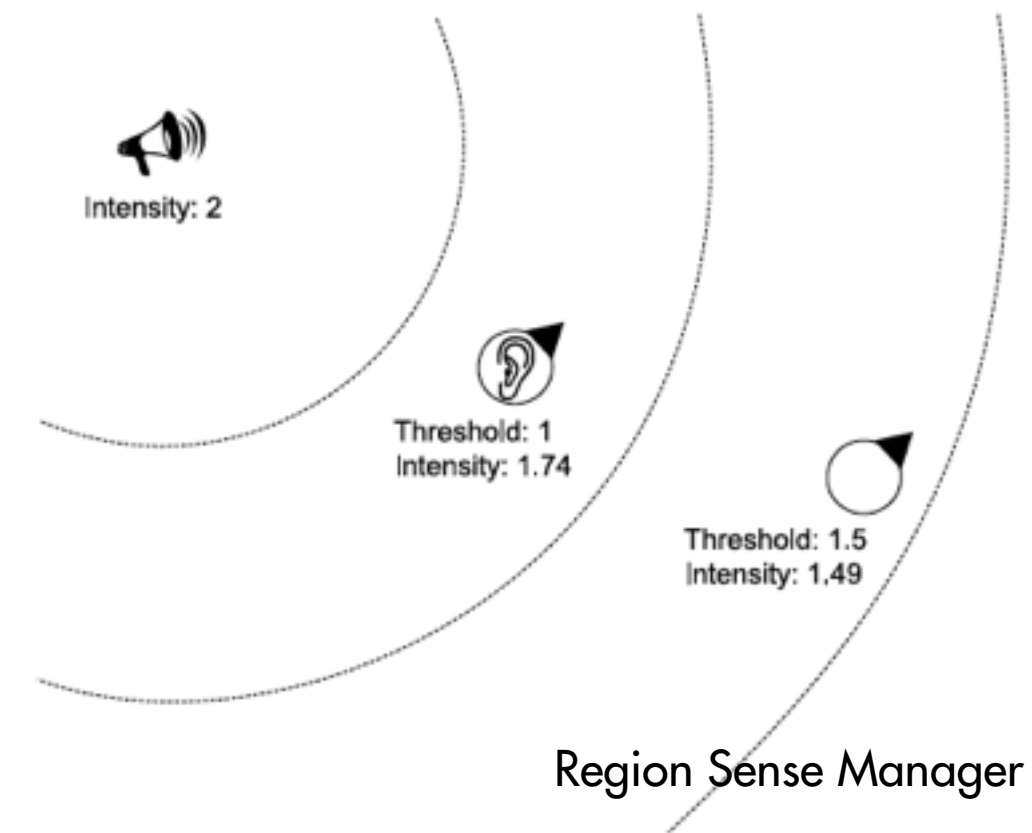 Intensity: 2
Threshold: 1
Intensity: 1.74
Threshold: 1.5
Intensity: 1.49
Region Sense Manager